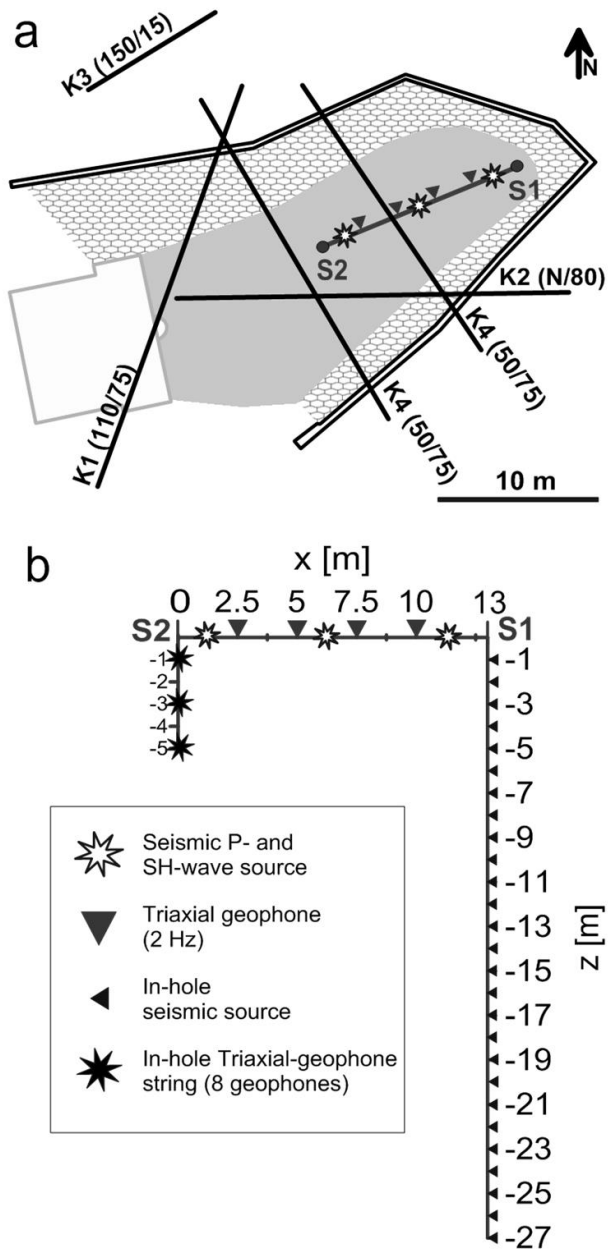 a
K3 (150/15)
N
S1
S2
K2 (N/80)
K4 (50/75)
K1 (110/75)
K4 (50/75)
10 m
b
x [m]
0 2.5 5 7.5 10 13
S2 S1
-1
-2
-3
-4
-5
-1
-3
-5
-7
-9
-11
-13
-15
-17
-19
-21
-23
-25
-27
z [m]
Seismic P- and
SH-wave source
Triaxial geophone
(2 Hz)
In-hole
seismic source
In-hole Triaxial-geophone
string (8 geophones)